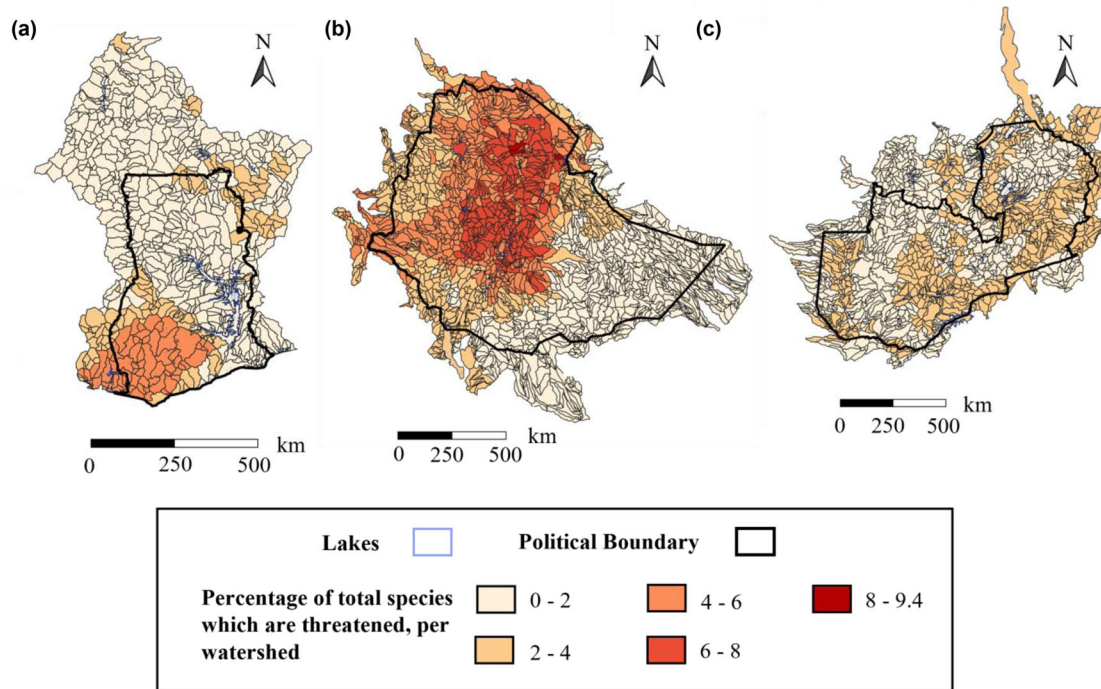 (a)
N
(b)
N
(c)
N
km
0
250
500
km
0
250
500
km
0
250
500
Lakes
Political Boundary
Percentage of total species
which are threatened, per
watershed
0 - 2
4 - 6
8 - 9.4
2 - 4
6 - 8